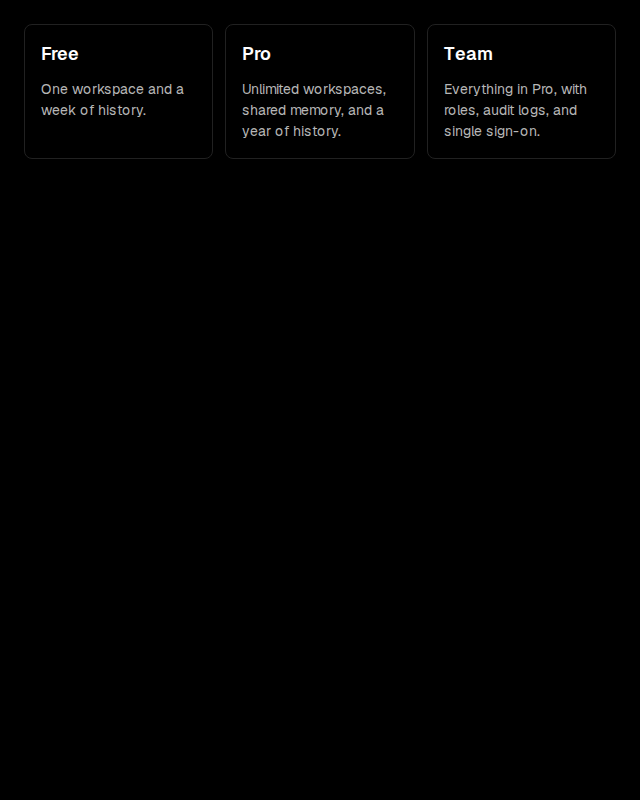 Free
One workspace and a
week of history.
Pro
Unlimited workspaces,
shared memory, and a
year of history.
Team
Everything in Pro, with
roles, audit logs, and
single sign-on.